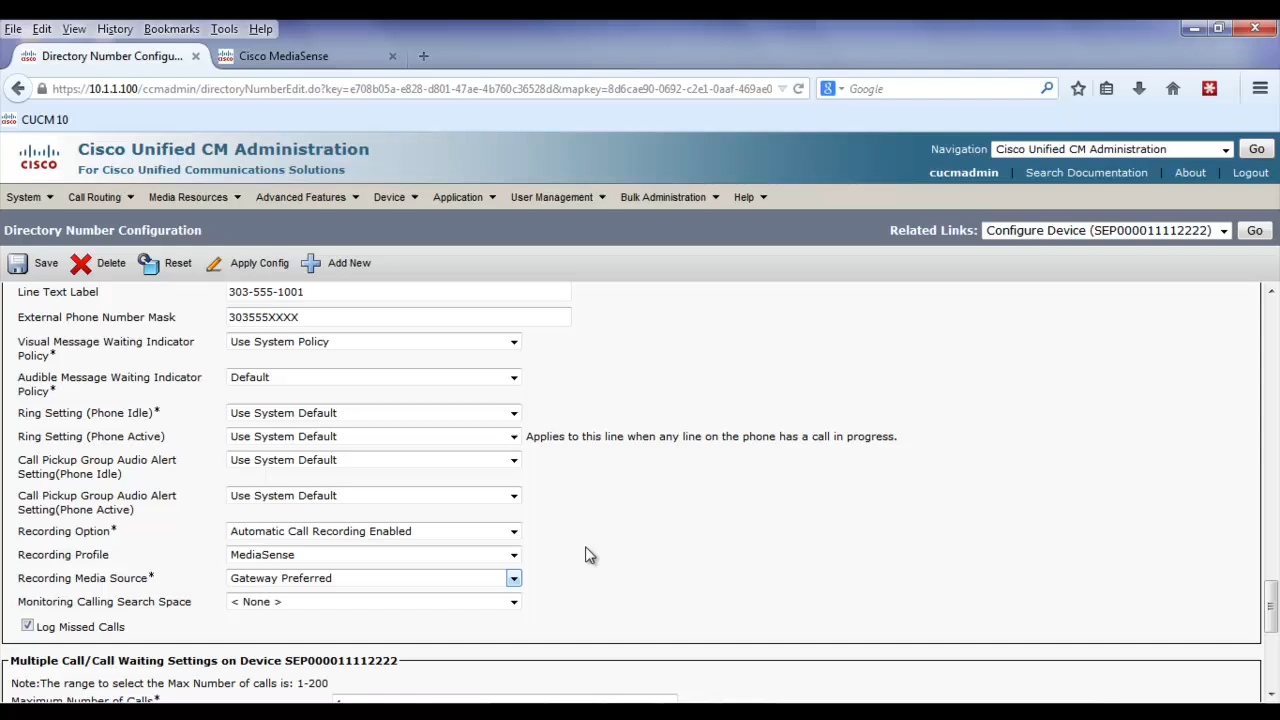 File Edit View History Bookmarks Tools Help
Directory Number Configu... Cisco MediaSense
https://10.1.1.100/ccmadmin/directoryNumberEdit.do?key=e708b05a-e828-d801-47ae-4b760c36528d&mapkey=8d6cae90-0692-c2e1-0aaf-469ae0 Google
CUCM 10
CISCO
Cisco Unified CM Administration
For Cisco Unified Communications Solutions
Navigation Cisco Unified CM Administration Go
cucmadmin | Search Documentation | About | Logout
System Call Routing Media Resources Advanced Features Device Application User Management Bulk Administration Help
Directory Number Configuration
Related Links: Configure Device (SEP000011112222) Go
Save Delete Reset Apply Config Add New
Line Text Label 303-555-1001
External Phone Number Mask 303555XXXX
Visual Message Waiting Indicator Use System Policy
Policy*
Audible Message Waiting Indicator Default
Policy*
Ring Setting (Phone Idle)* Use System Default
Ring Setting (Phone Active) Use System Default Applies to this line when any line on the phone has a call in progress.
Call Pickup Group Audio Alert Use System Default
Setting(Phone Idle)
Call Pickup Group Audio Alert Use System Default
Setting(Phone Active)
Recording Option* Automatic Call Recording Enabled
Recording Profile MediaSense
Recording Media Source* Gateway Preferred
Monitoring Calling Search Space < None >
Log Missed Calls
Multiple Call/Call Waiting Settings on Device SEP000011112222
Note:The range to select the Max Number of calls is: 1-200
Maximum Number of Calls*